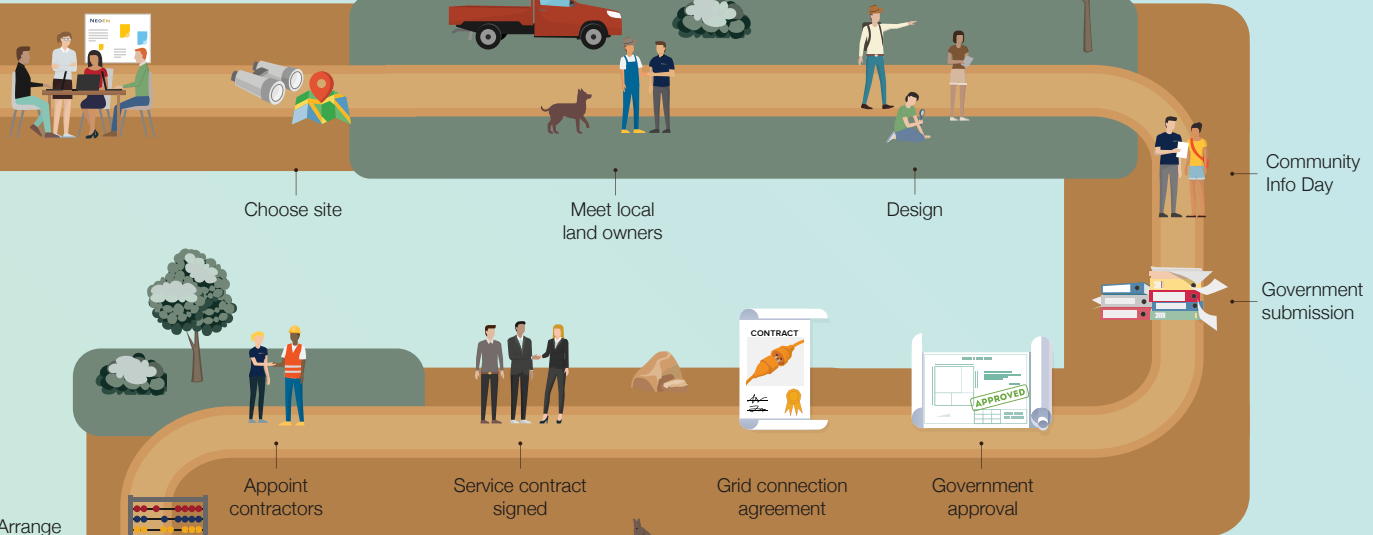 NEOEN
Choose site
Meet local
land owners
Design
Community
Info Day
Government
submission
CONTRACT
APPROVED
Government
approval
Grid connection
agreement
Service contract
signed
Appoint
contractors
Arrange